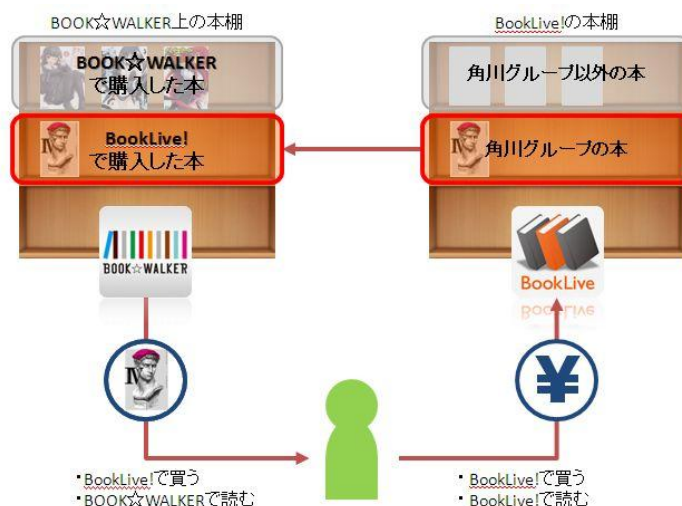 BOOK☆WALKER上の本棚
BookLive!の本棚
BOOK☆WALKER
で購入した本
角川グループ以外の本
BookLive!
で購入した本
角川グループの本
IV
IV
BOOK☆WALKER
BookLive
IV
¥
・BookLive!で買う
・BOOK☆WALKERで読む
・BookLive!で買う
・BookLive!で読む